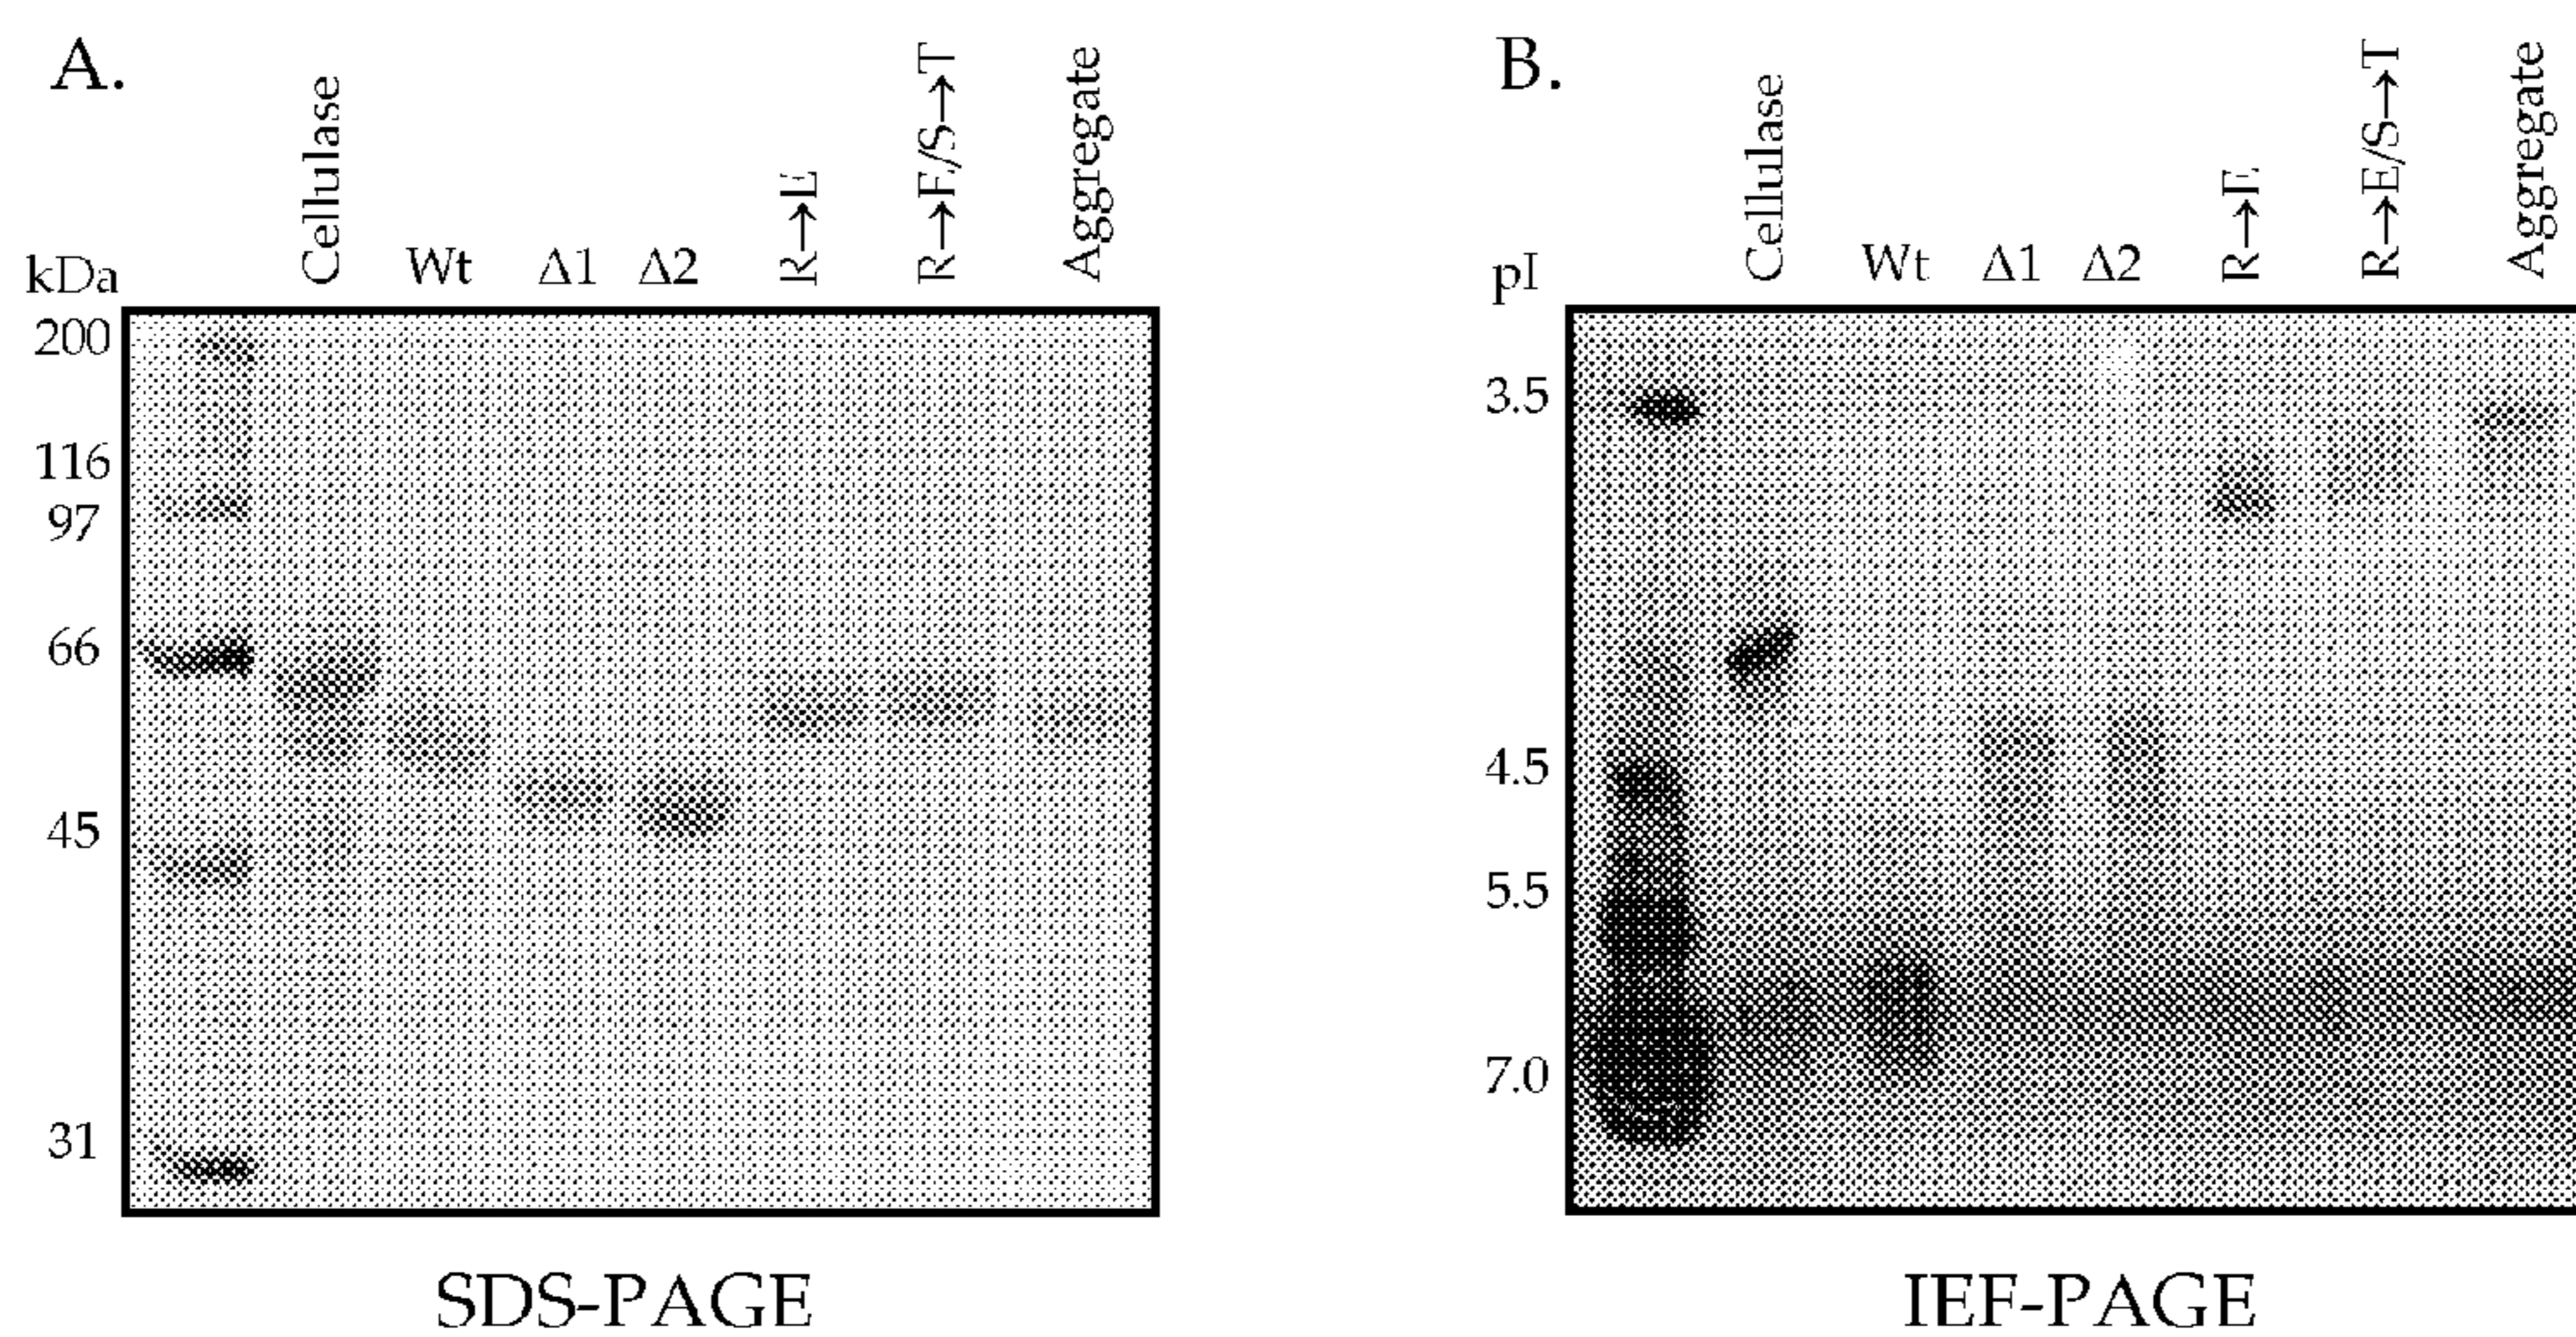 A.
kDa
Cellulase
Wt
Δ1
Δ2
R→E
R→E/S→T
Aggregate
200
116
97
66
45
31
SDS-PAGE
B.
pI
Cellulase
Wt
Δ1
Δ2
R→E
R→E/S→T
Aggregate
3.5
4.5
5.5
7.0
IEF-PAGE